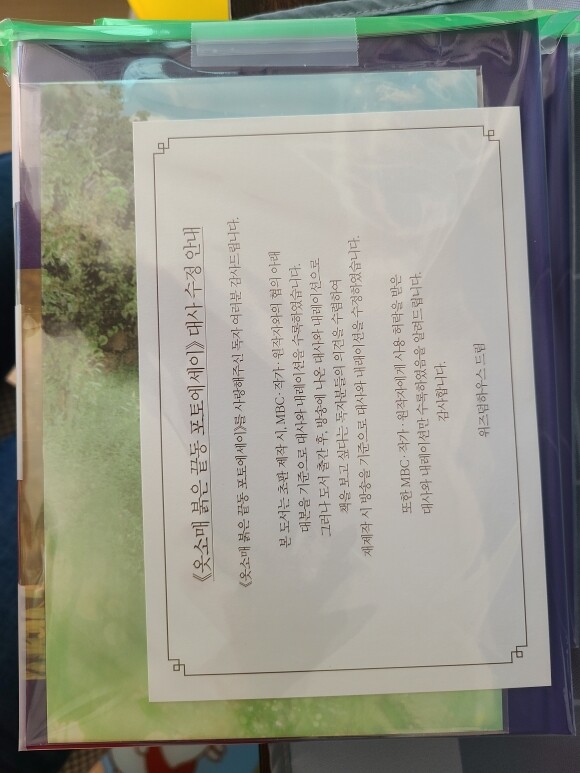 《옷소매 붉은 끝동 포토에세이》 대사 수정 안내
《옷소매 붉은 끝동 포토에세이》를 사랑해주신 독자 여러분 감사드립니다.
본 도서는 초판 제작 시, MBC·작가·원작자와의 협의 아래
대본을 기준으로 대사와 내레이션을 수록하였습니다.
그러나 도서 출간 후, 방송에 나온 대사와 내레이션으로
책을 보고 싶다는 독자분들의 의견을 수렴하여
재제작 시 방송을 기준으로 대사와 내레이션을 수정하였습니다.
또한 MBC·작가·원작자에게 사용 허락을 받은
대사와 내레이션만 수록하였음을 알려드립니다.
감사합니다.
위즈덤하우스 드림